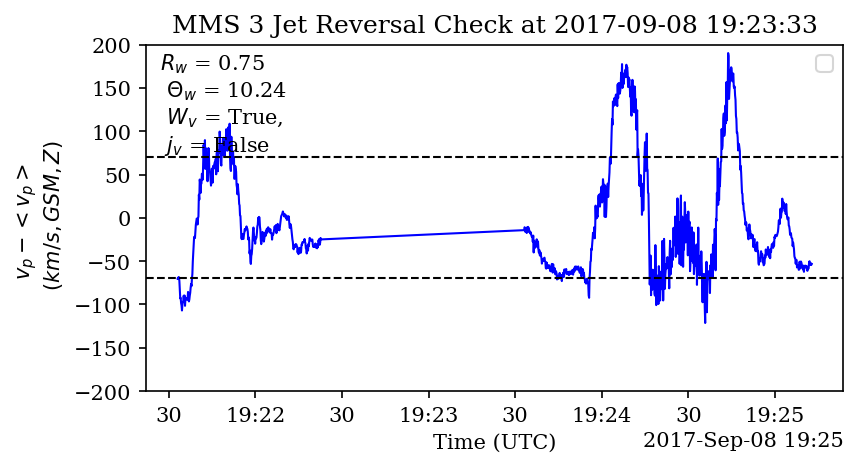 MMS 3 Jet Reversal Check at 2017-09-08 19:23:33
R_w = 0.75
Θ_w = 10.24
W_v = True,
j_v = False
200
150
100
50
0
−50
−100
−150
−200
v_p − < v_p >
(km/s, GSM, Z)
30 19:22 30 19:23 30 19:24 30 19:25
Time (UTC)
2017-Sep-08 19:25